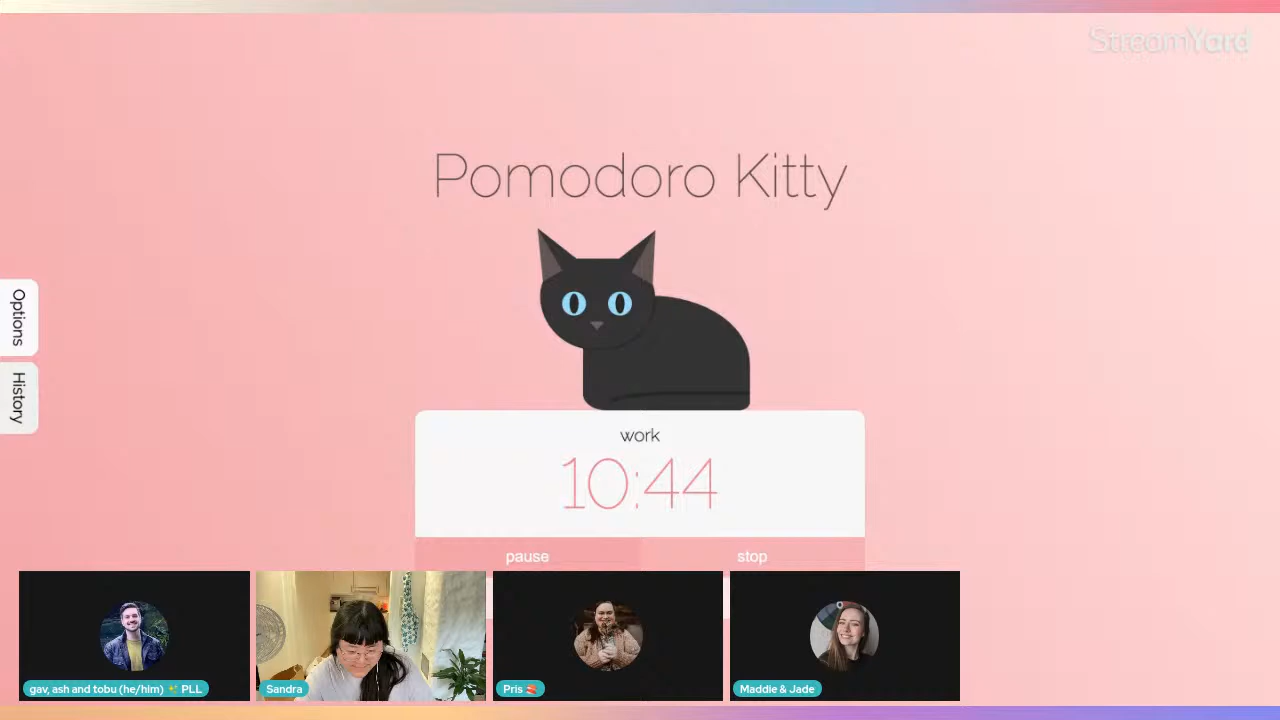 StreamYard
Pomodoro Kitty
Options
History
work
10:44
pause
stop
gav, ash and tobu (he/him) ✨ PLL
Sandra
Pris
Maddie & Jade